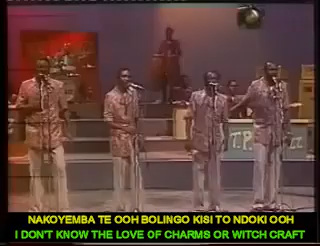 T.P.
NAKOYEMBA TE OOH BOLINGO KISI TO NDOKI OOH
I DON'T KNOW THE LOVE OF CHARMS OR WITCH CRAFT